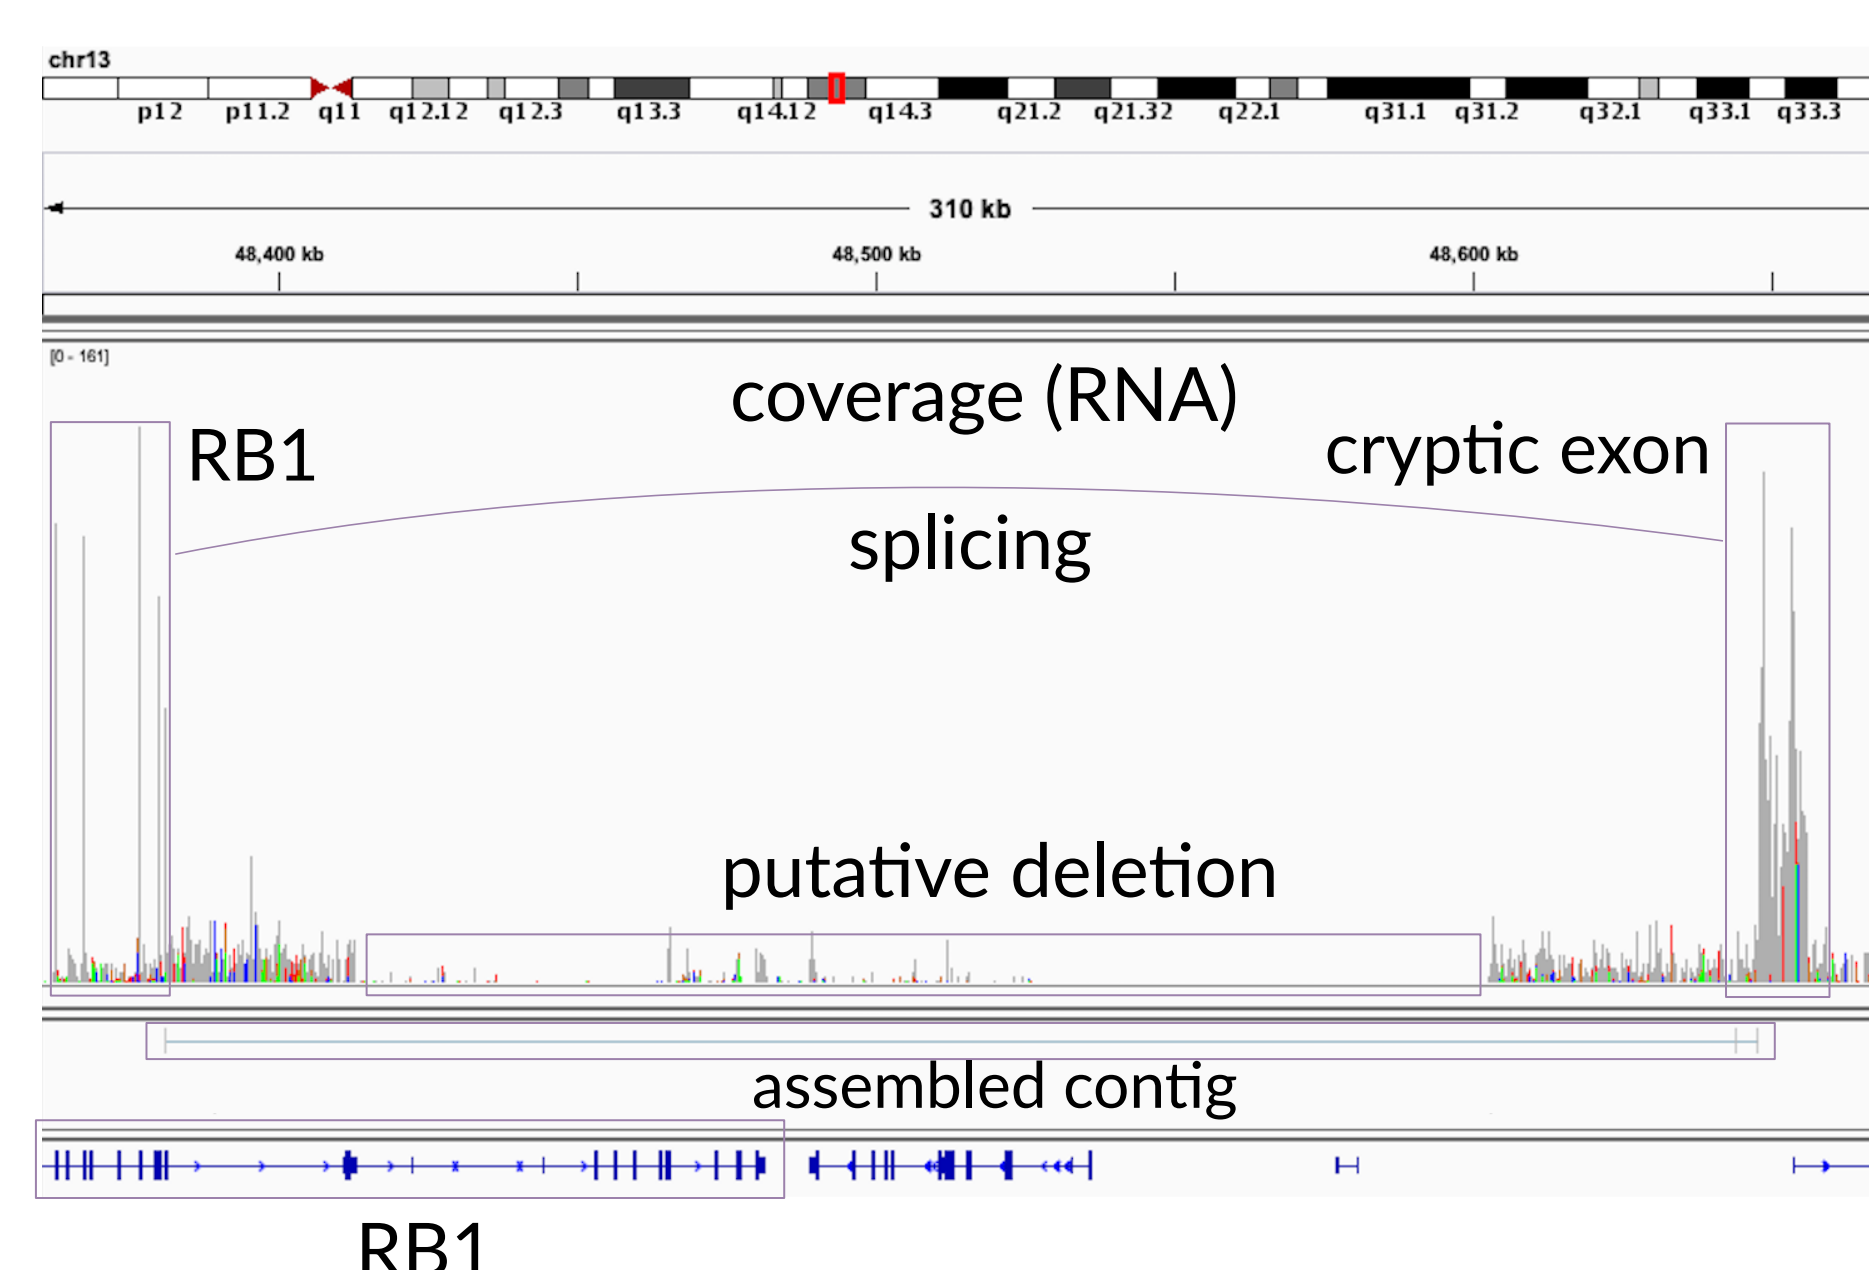 chr13
p12 p11.2 q11 q12.12 q12.3 q13.3 q14.12 q14.3 q21.2 q21.32 q22.1 q31.1 q31.2 q32.1 q33.1 q33.3
310 kb
48,400 kb 48,500 kb 48,600 kb
[0 - 161]
coverage (RNA)
RB1 cryptic exon
splicing
putative deletion
assembled contig
RB1